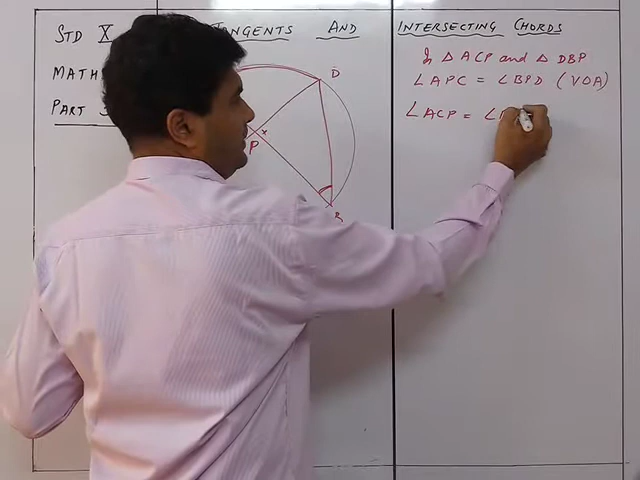 STD X TANGENTS AND INTERSECTING CHORDS
MATH
PART
D
P
x
B
In △ ACP and △ DBP
∠APC = ∠BPD (VOA)
∠ACP = ∠